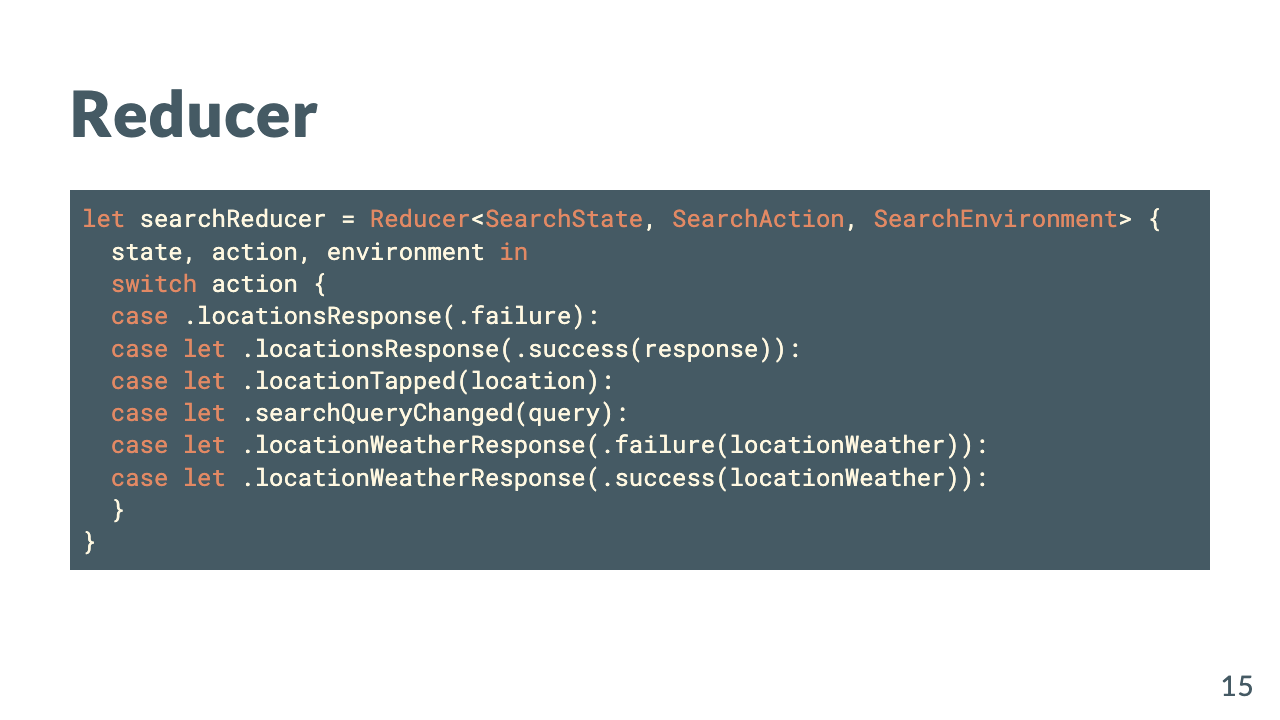 Reducer
let searchReducer = Reducer<SearchState, SearchAction, SearchEnvironment> {
  state, action, environment in
  switch action {
  case .locationsResponse(.failure):
  case let .locationsResponse(.success(response)):
  case let .locationTapped(location):
  case let .searchQueryChanged(query):
  case let .locationWeatherResponse(.failure(locationWeather)):
  case let .locationWeatherResponse(.success(locationWeather)):
  }
}
15